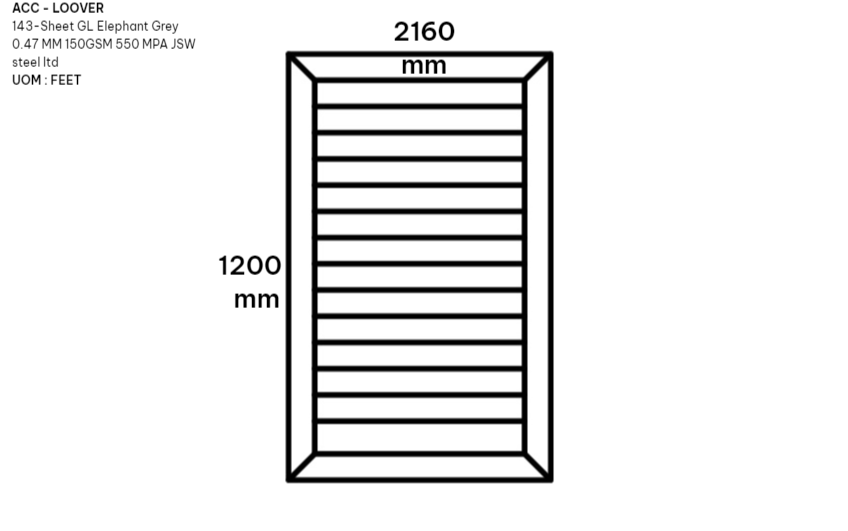 ACC - LOOVER
143-Sheet GL Elephant Grey
0.47 MM 150GSM 550 MPA JSW
steel ltd
UOM : FEET
2160
mm
1200
mm